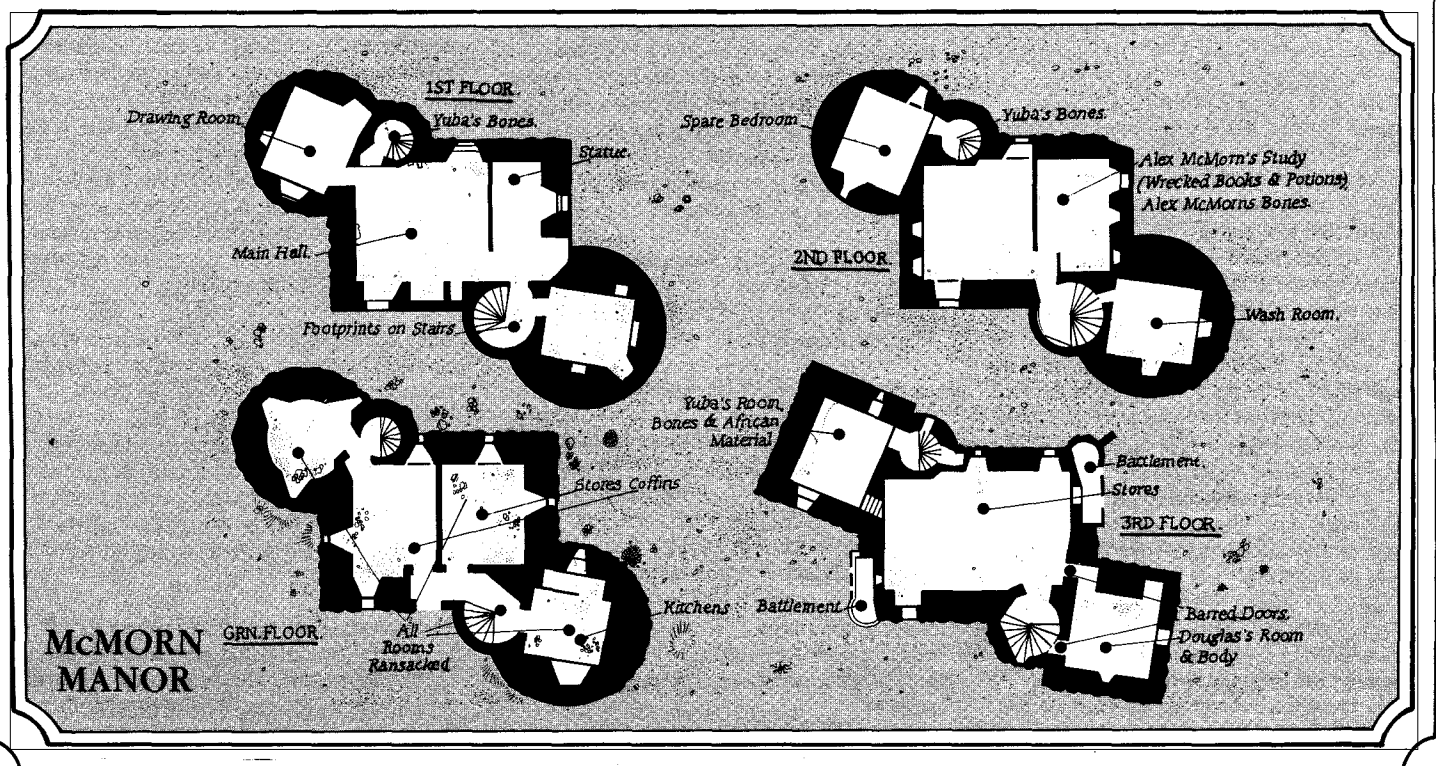 1ST FLOOR.
Drawing Room
Yuba's Bones.
Statue.
Main Hall.
Footprints on Stairs
Spare Bedroom
Yuba's Bones.
Alex McMorn's Study
(Wrecked Books & Potions)
Alex McMorns Bones.
2ND FLOOR
Wash Room.
Stores Coffins
Kitchens
All
Rooms
Ransacked
GRN.FLOOR
McMORN
MANOR
Yuba's Room,
Bones & African
Material
Battlement
Stores
3RD FLOOR.
Battlement
Barred Doors.
Douglas's Room
& Body